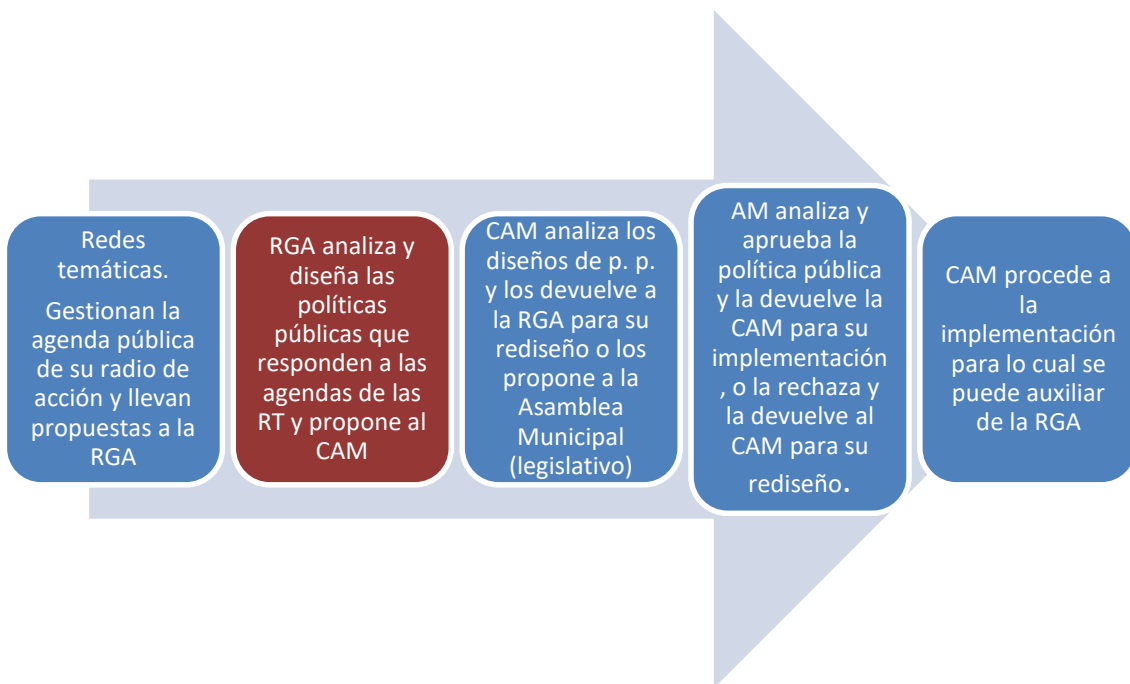 Redes
temáticas.
Gestionan la
agenda pública
de su radio de
acción y llevan
propuestas a la
RGA
RGA analiza y
diseña las
políticas
públicas que
responden a las
agendas de las
RT y propone al
CAM
CAM analiza los
diseños de p. p.
y los devuelve a
la RGA para su
rediseño o los
propone a la
Asamblea
Municipal
(legislativo)
AM analiza y
aprueba la
política pública
y la devuelve la
CAM para su
implementación
, o la rechaza y
la devuelve al
CAM para su
rediseño.
CAM procede a
la
implementación
para lo cual se
puede auxiliar
de la RGA